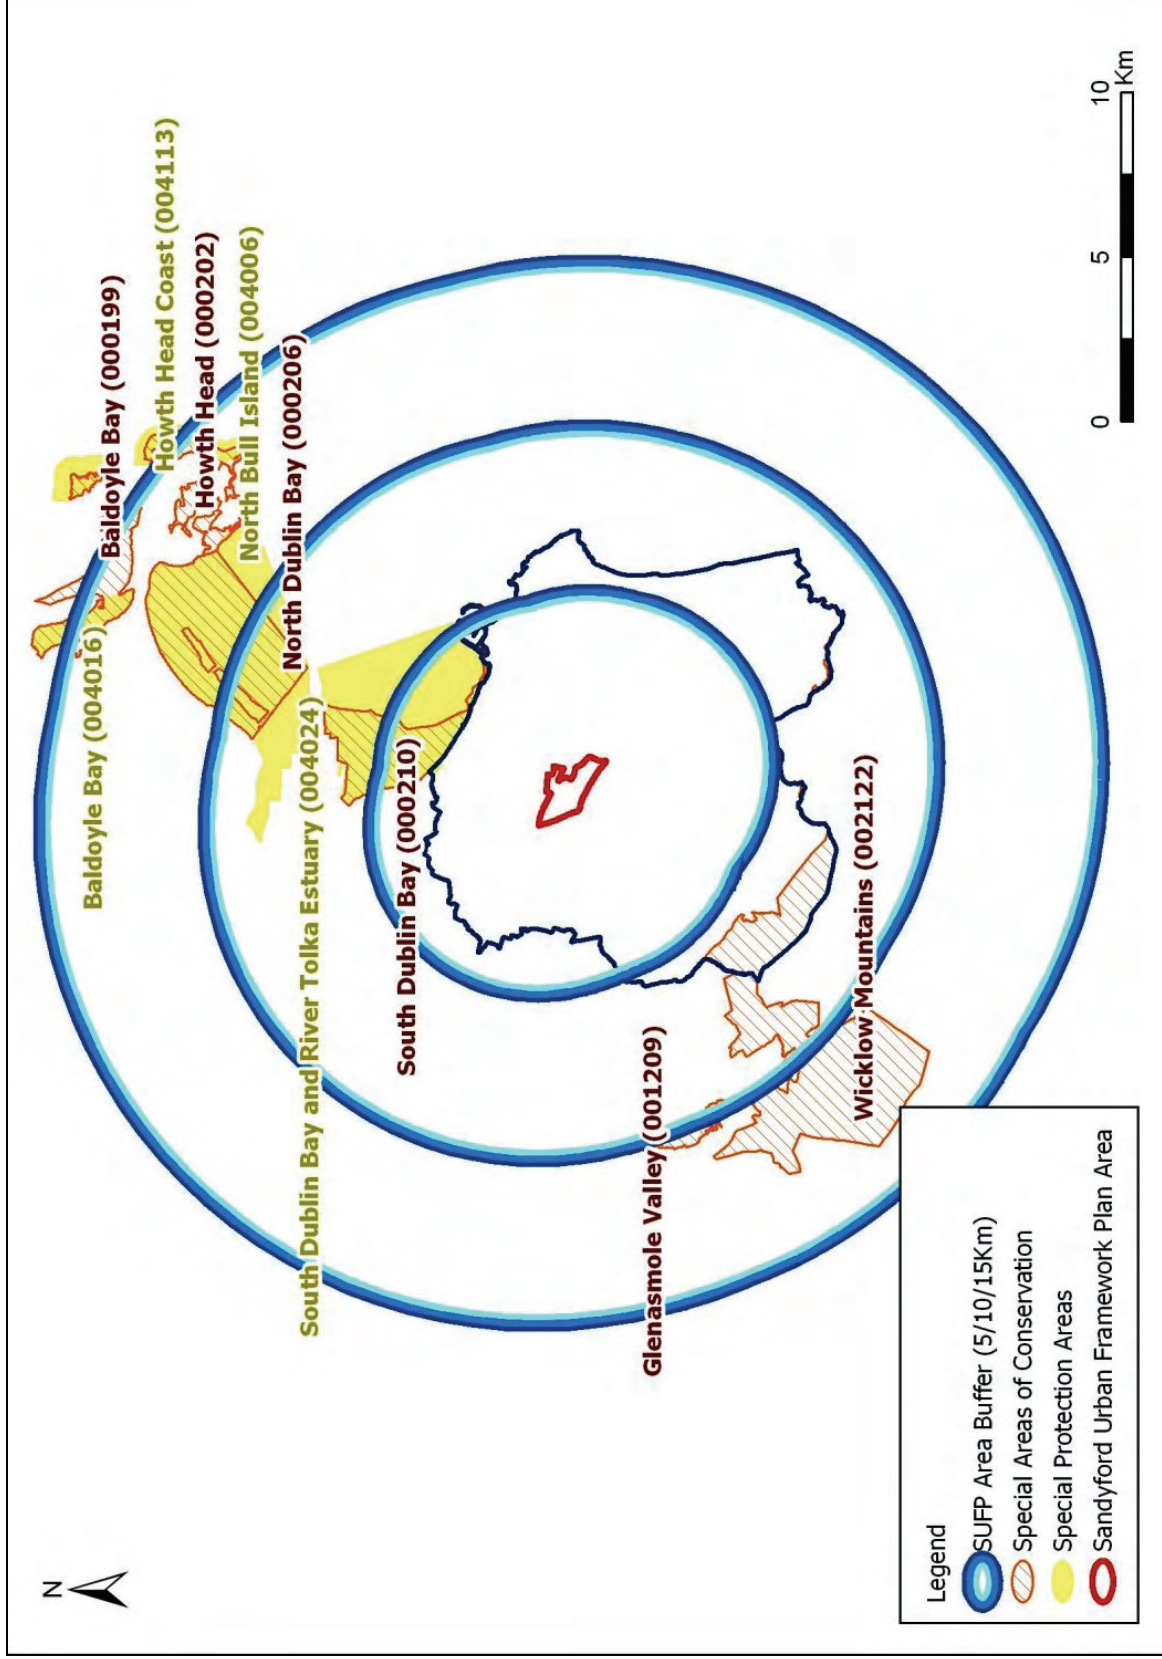 N
Baldoyle Bay (004016)
Baldoyle Bay (000199)
Howth Head Coast (004113)
Howth Head (000202)
North Bull Island (004006)
North Dublin Bay (000206)
South Dublin Bay and River Tolka Estuary (004024)
South Dublin Bay (000210)
Glenasmole Valley (001209)
Wicklow Mountains (002122)
Legend
SUFP Area Buffer (5/10/15Km)
Special Areas of Conservation
Special Protection Areas
Sandyford Urban Framework Plan Area
0 5 10
Km